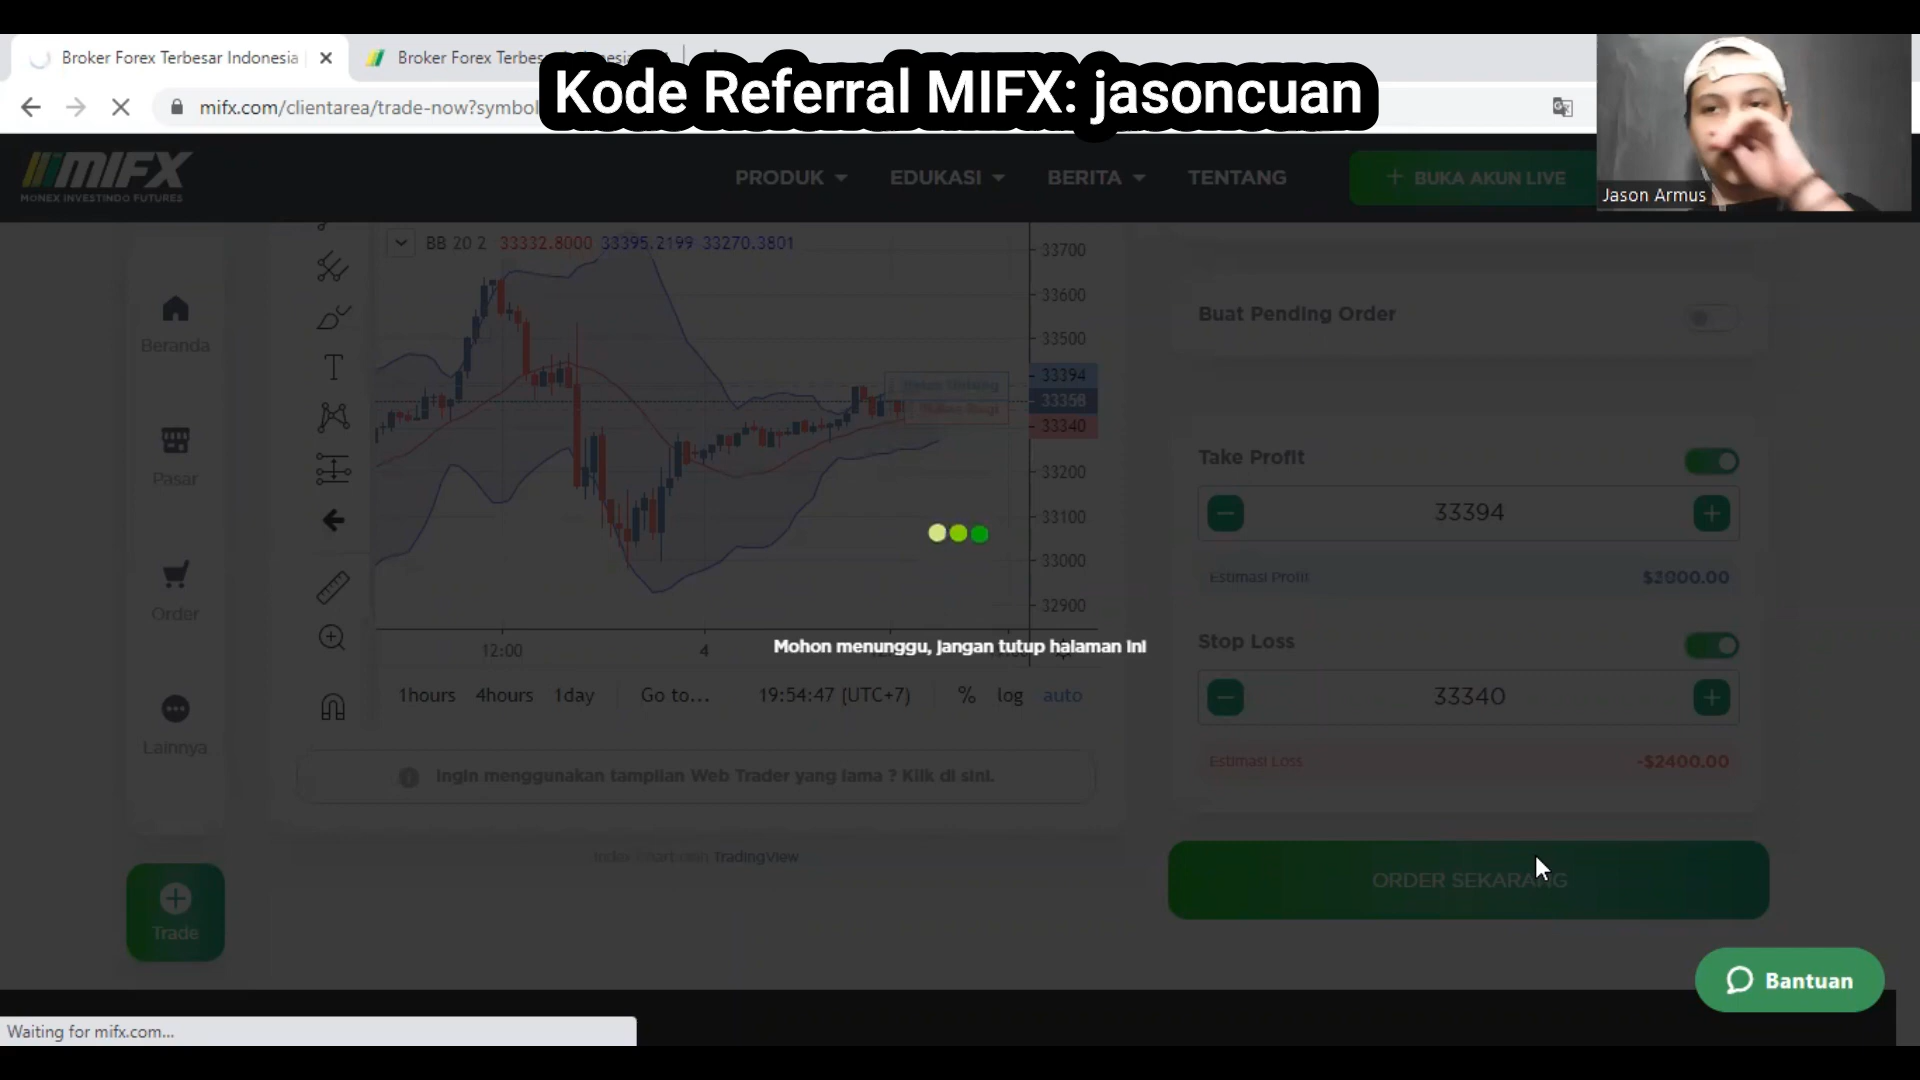 Broker Forex Terbesar Indonesia
Broker Forex Terbes
Kode Referral MIFX: jasoncuan
mifx.com/clientarea/trade-now?symbol
MIFX
MONEX INVESTINDO FUTURES
PRODUK
EDUKASI
BERITA
TENTANG
+ BUKA AKUN LIVE
Jason Armus
BB 20 2 33332.8000 33395.2199 33270.3801
33700
33600
33500
33394
33358
33340
33200
33100
33000
32900
12:00
4
Beranda
Pasar
Order
Lainnya
Trade
Buat Pending Order
Take Profit
33394
Estimasi Profit
$3000.00
Stop Loss
33340
Estimasi Loss
-$2400.00
ORDER SEKARANG
Mohon menunggu, jangan tutup halaman ini
1hours 4hours 1day Go to... 19:54:47 (UTC+7) % log auto
Ingin menggunakan tampilan Web Trader yang lama ? Klik di sini.
TradingView
Bantuan
Waiting for mifx.com...